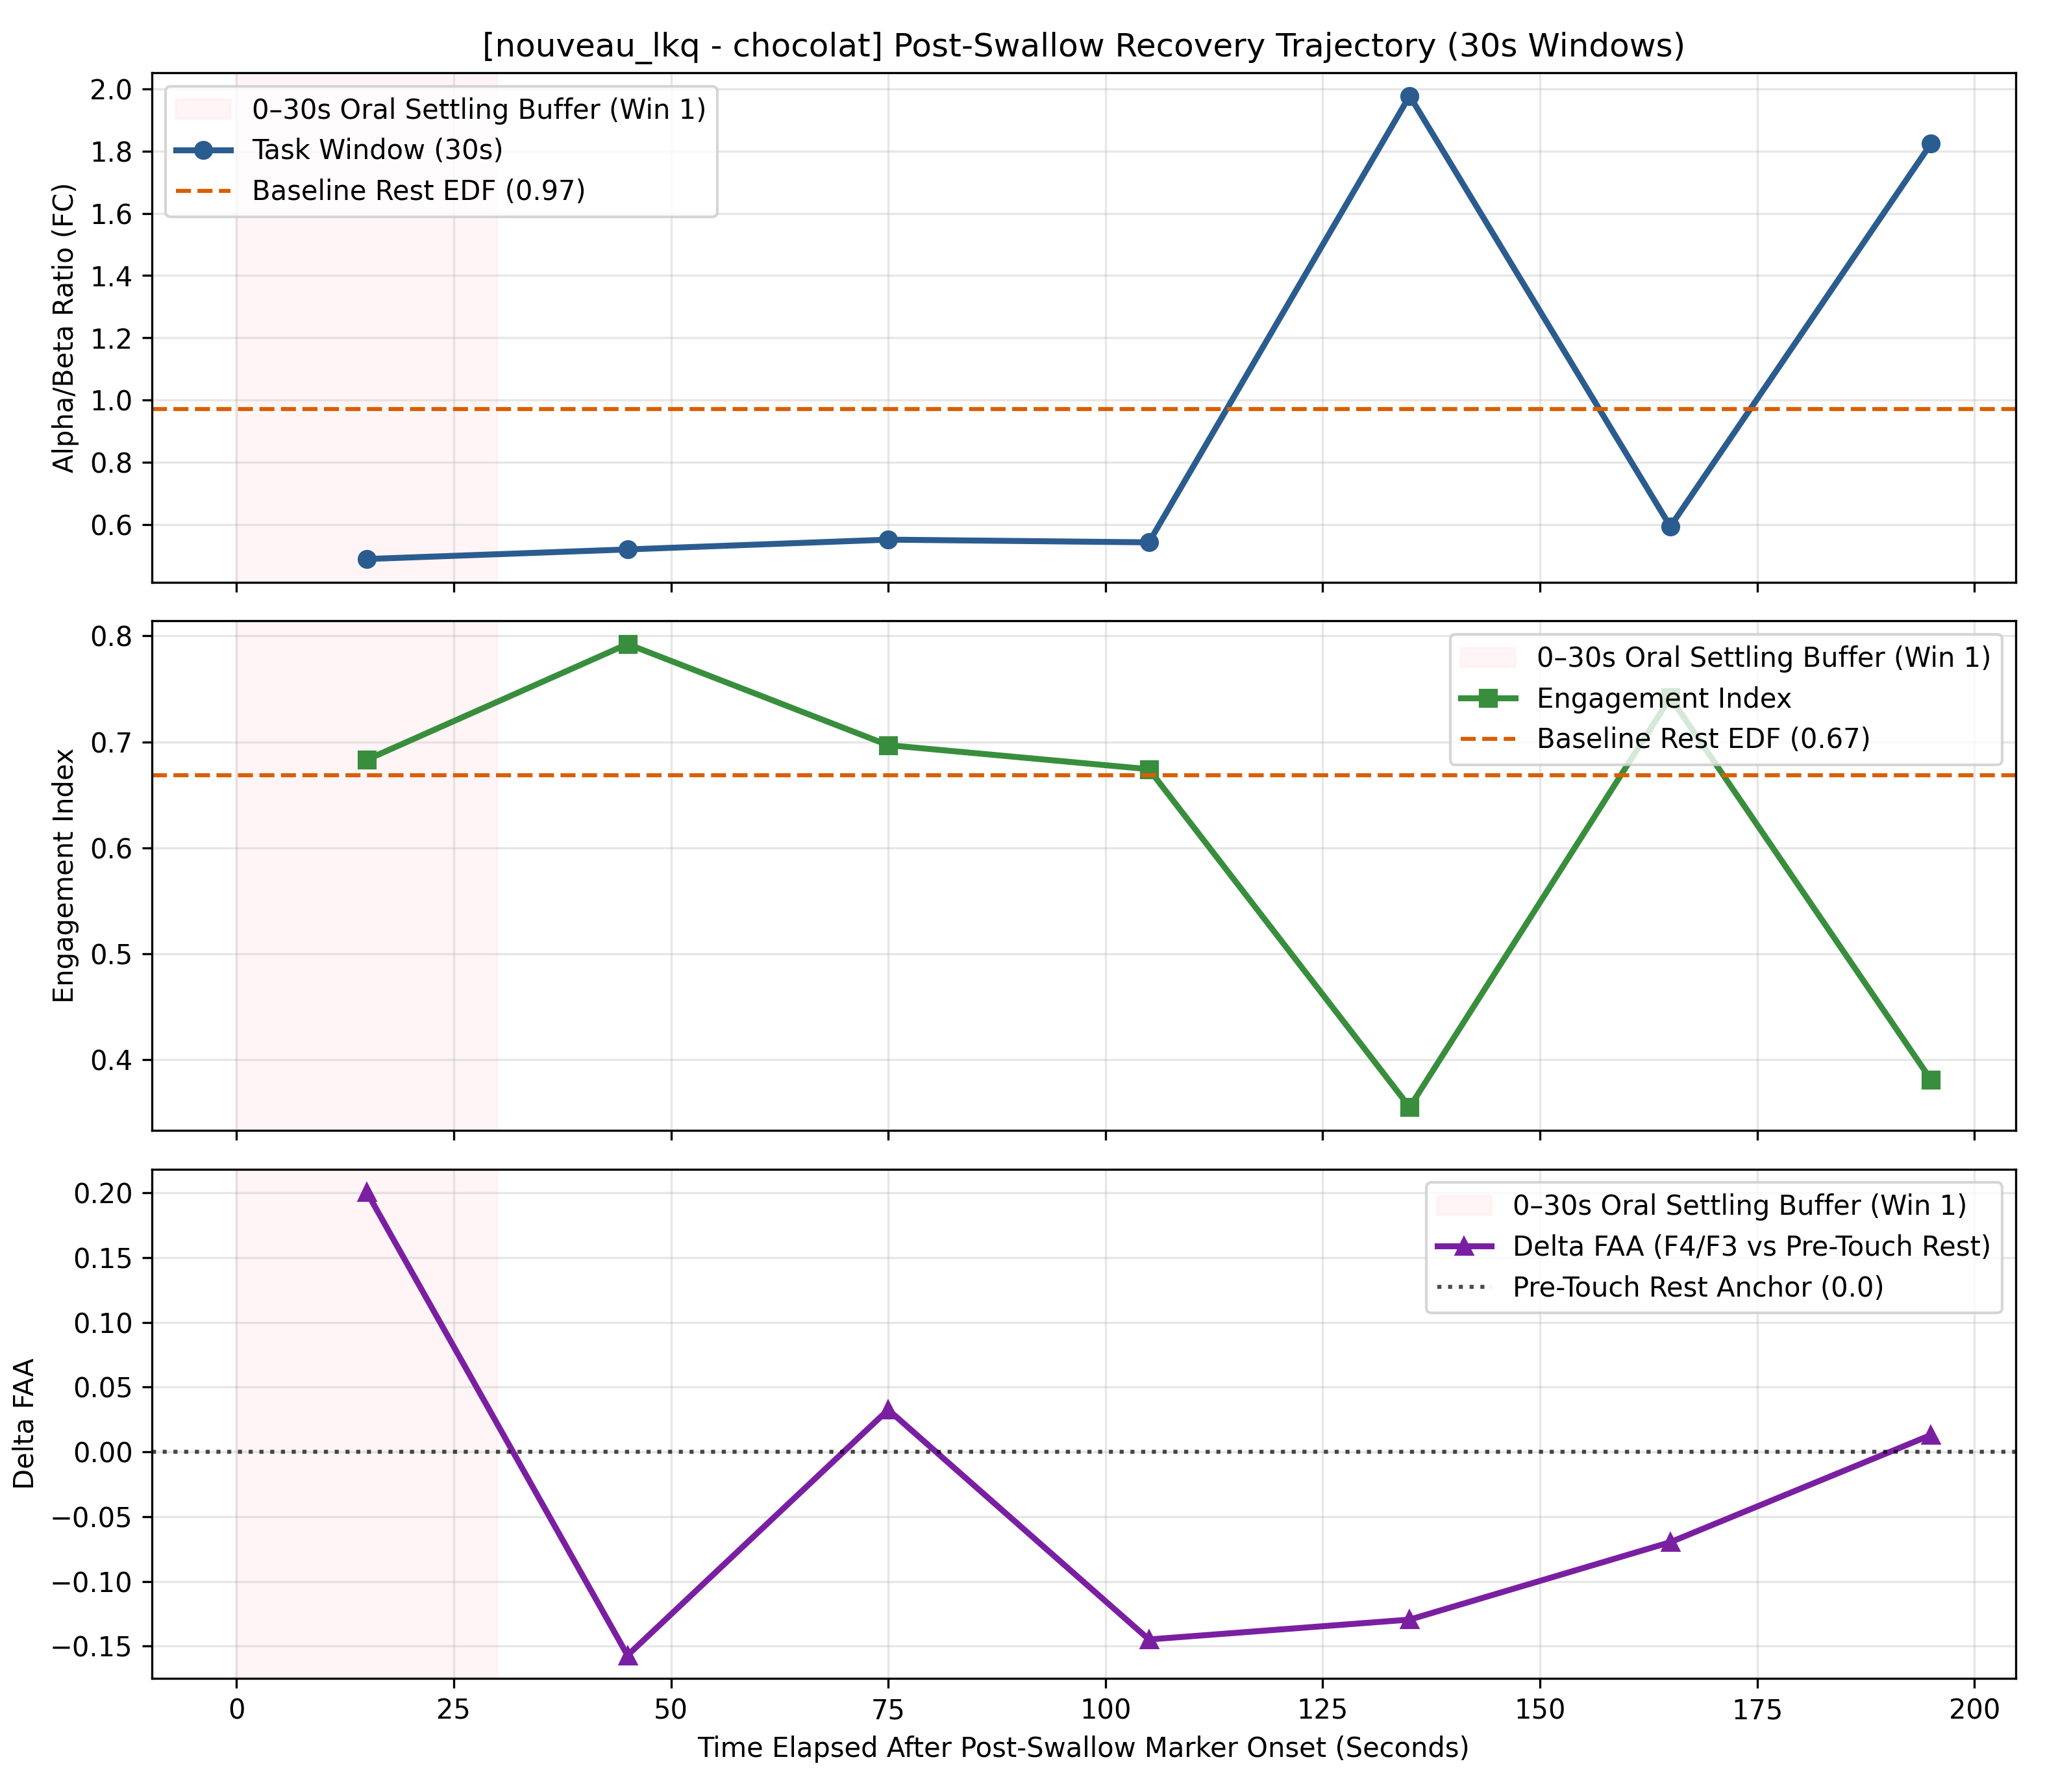 [nouveau_lkq - chocolat] Post-Swallow Recovery Trajectory (30s Windows)
2.0
1.8
1.6
1.4
1.2
1.0
0.8
0.6
Alpha/Beta Ratio (FC)
0–30s Oral Settling Buffer (Win 1)
Task Window (30s)
Baseline Rest EDF (0.97)
0.8
0.7
0.6
0.5
0.4
Engagement Index
0–30s Oral Settling Buffer (Win 1)
Engagement Index
Baseline Rest EDF (0.67)
0.20
0.15
0.10
0.05
0.00
−0.05
−0.10
−0.15
Delta FAA
0–30s Oral Settling Buffer (Win 1)
Delta FAA (F4/F3 vs Pre-Touch Rest)
Pre-Touch Rest Anchor (0.0)
0 25 50 75 100 125 150 175 200
Time Elapsed After Post-Swallow Marker Onset (Seconds)